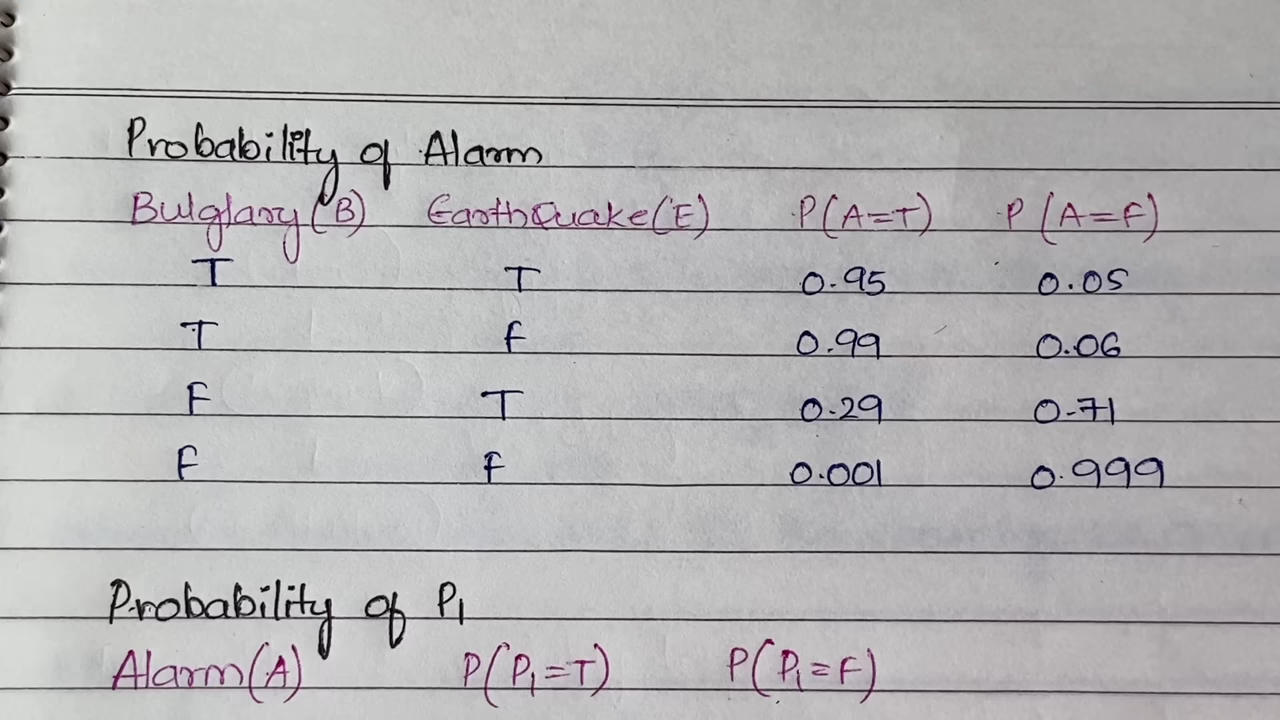 Probability of Alarm
Bulglary(B) Earthquake(E) P(A=T) P(A=F)
T T 0.95 0.05
T F 0.99 0.06
F T 0.29 0.71
F F 0.001 0.999
Probability of P₁
Alarm(A) P(P₁=T) P(P₁=F)